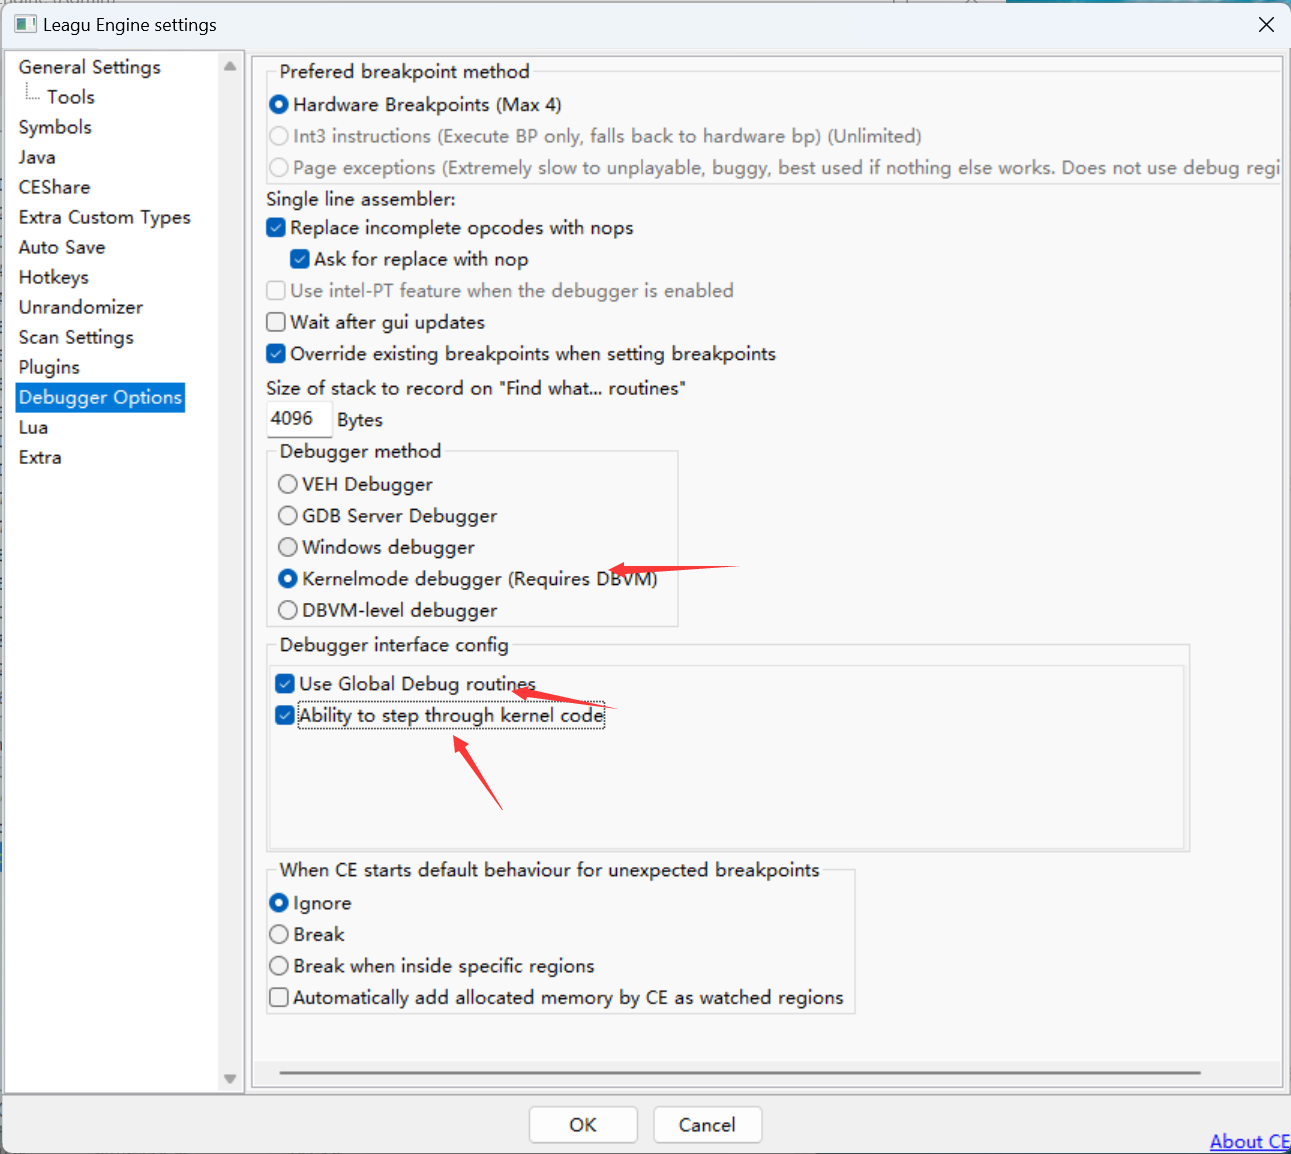 Leagu Engine settings
General Settings
Tools
Symbols
Java
CEShare
Extra Custom Types
Auto Save
Hotkeys
Unrandomizer
Scan Settings
Plugins
Debugger Options
Lua
Extra
Prefered breakpoint method
Hardware Breakpoints (Max 4)
Int3 instructions (Execute BP only, falls back to hardware bp) (Unlimited)
Page exceptions (Extremely slow to unplayable, buggy, best used if nothing else works. Does not use debug regi
Single line assembler:
Replace incomplete opcodes with nops
Ask for replace with nop
Use intel-PT feature when the debugger is enabled
Wait after gui updates
Override existing breakpoints when setting breakpoints
Size of stack to record on "Find what... routines"
4096 Bytes
Debugger method
VEH Debugger
GDB Server Debugger
Windows debugger
Kernelmode debugger (Requires DBVM)
DBVM-level debugger
Debugger interface config
Use Global Debug routines
Ability to step through kernel code
When CE starts default behaviour for unexpected breakpoints
Ignore
Break
Break when inside specific regions
Automatically add allocated memory by CE as watched regions
OK
Cancel
About CE